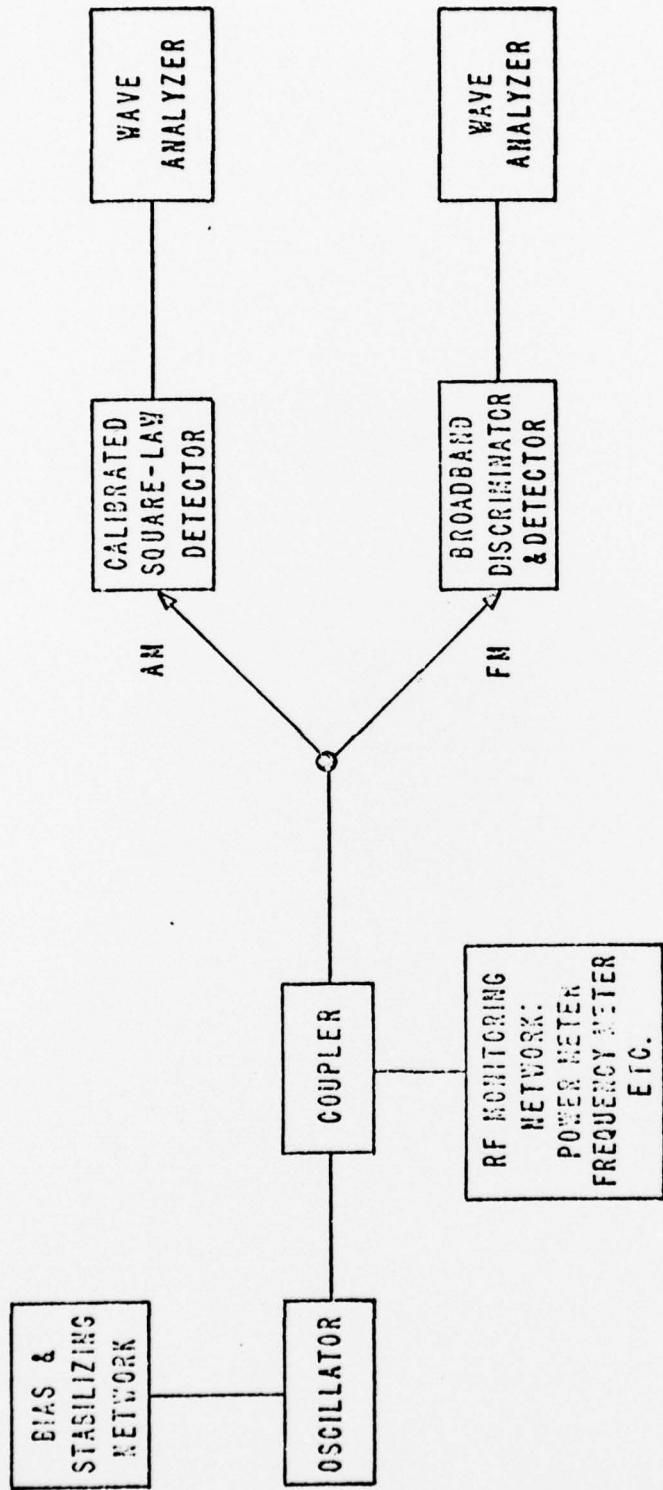 BIAS &
STABILIZING
NETWORK
OSCILLATOR
COUPLER
RF MONITORING
NETWORK:
POWER METER
FREQUENCY METER
ETC.
AM
FM
CALIBRATED
SQUARE-LAW
DETECTOR
WAVE
ANALYZER
BROADBAND
DISCRIMINATOR
& DETECTOR
WAVE
ANALYZER